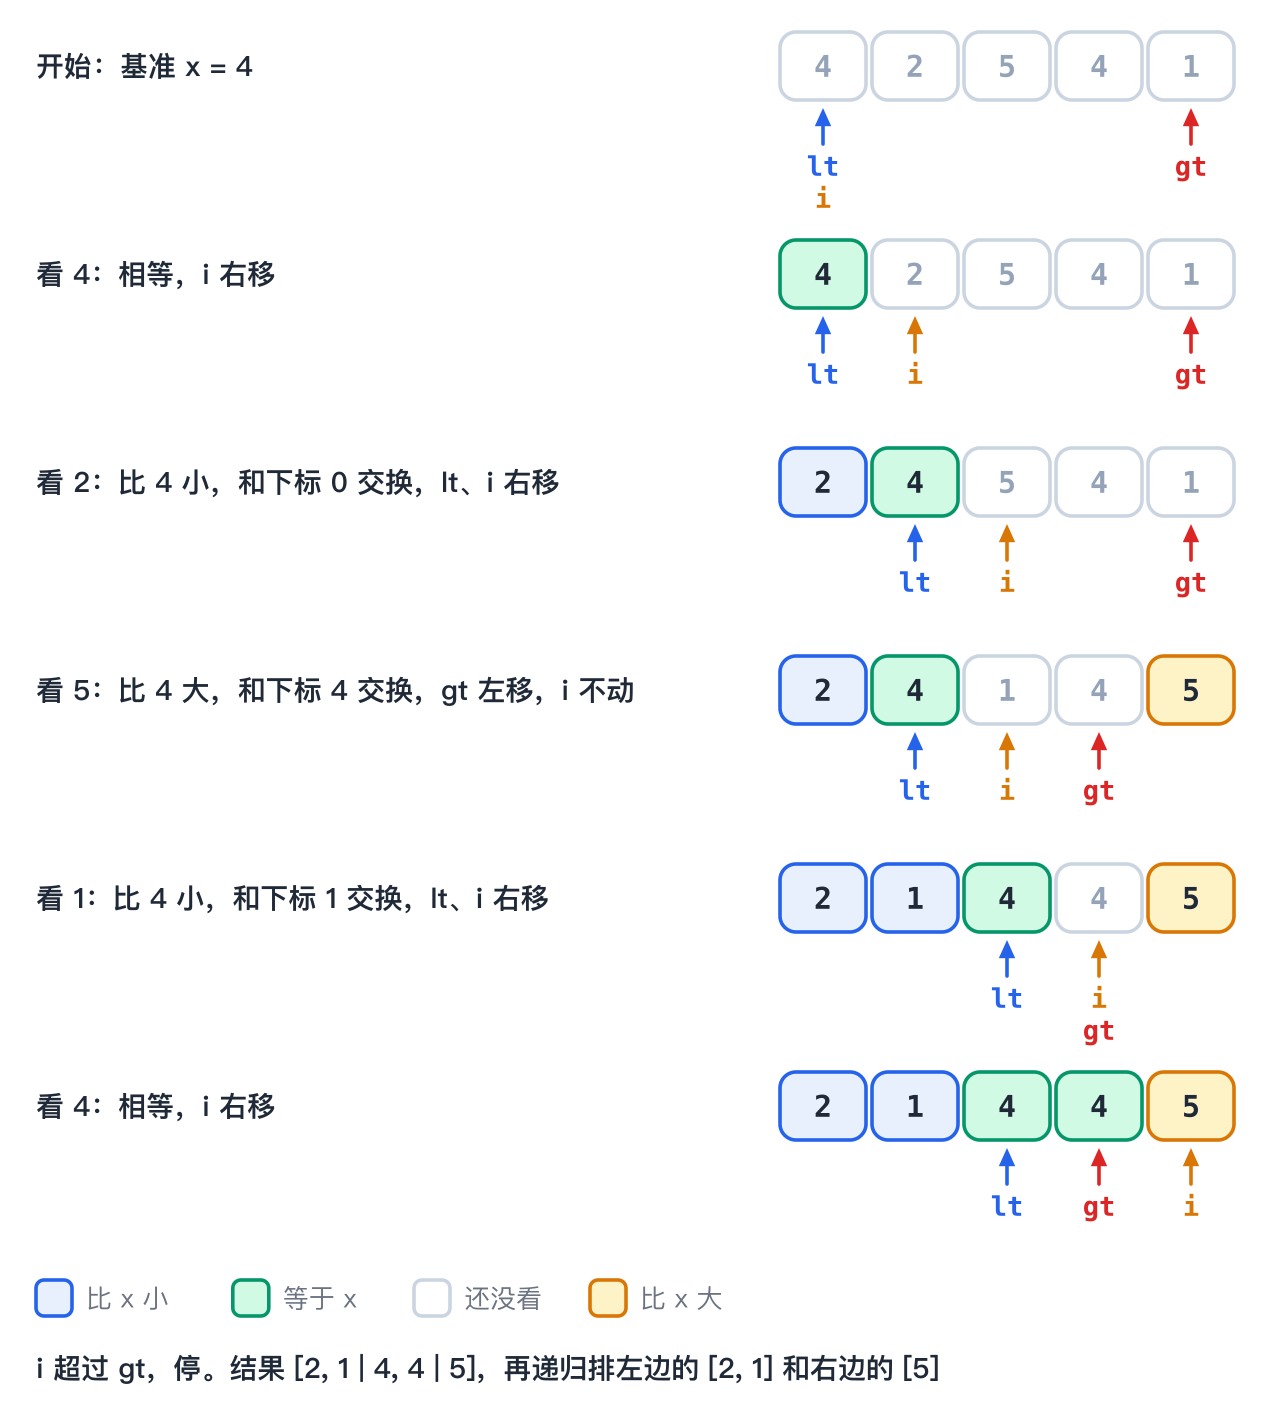 开始：基准 x = 4
4 2 5 4 1
lt gt
i
看 4：相等，i 右移
4 2 5 4 1
lt i gt
看 2：比 4 小，和下标 0 交换，lt、i 右移
2 4 5 4 1
lt i gt
看 5：比 4 大，和下标 4 交换，gt 左移，i 不动
2 4 1 4 5
lt i gt
看 1：比 4 小，和下标 1 交换，lt、i 右移
2 1 4 4 5
lt i
gt
看 4：相等，i 右移
2 1 4 4 5
lt gt i
比 x 小 等于 x 还没看 比 x 大
i 超过 gt，停。结果 [2, 1 | 4, 4 | 5]，再递归排左边的 [2, 1] 和右边的 [5]